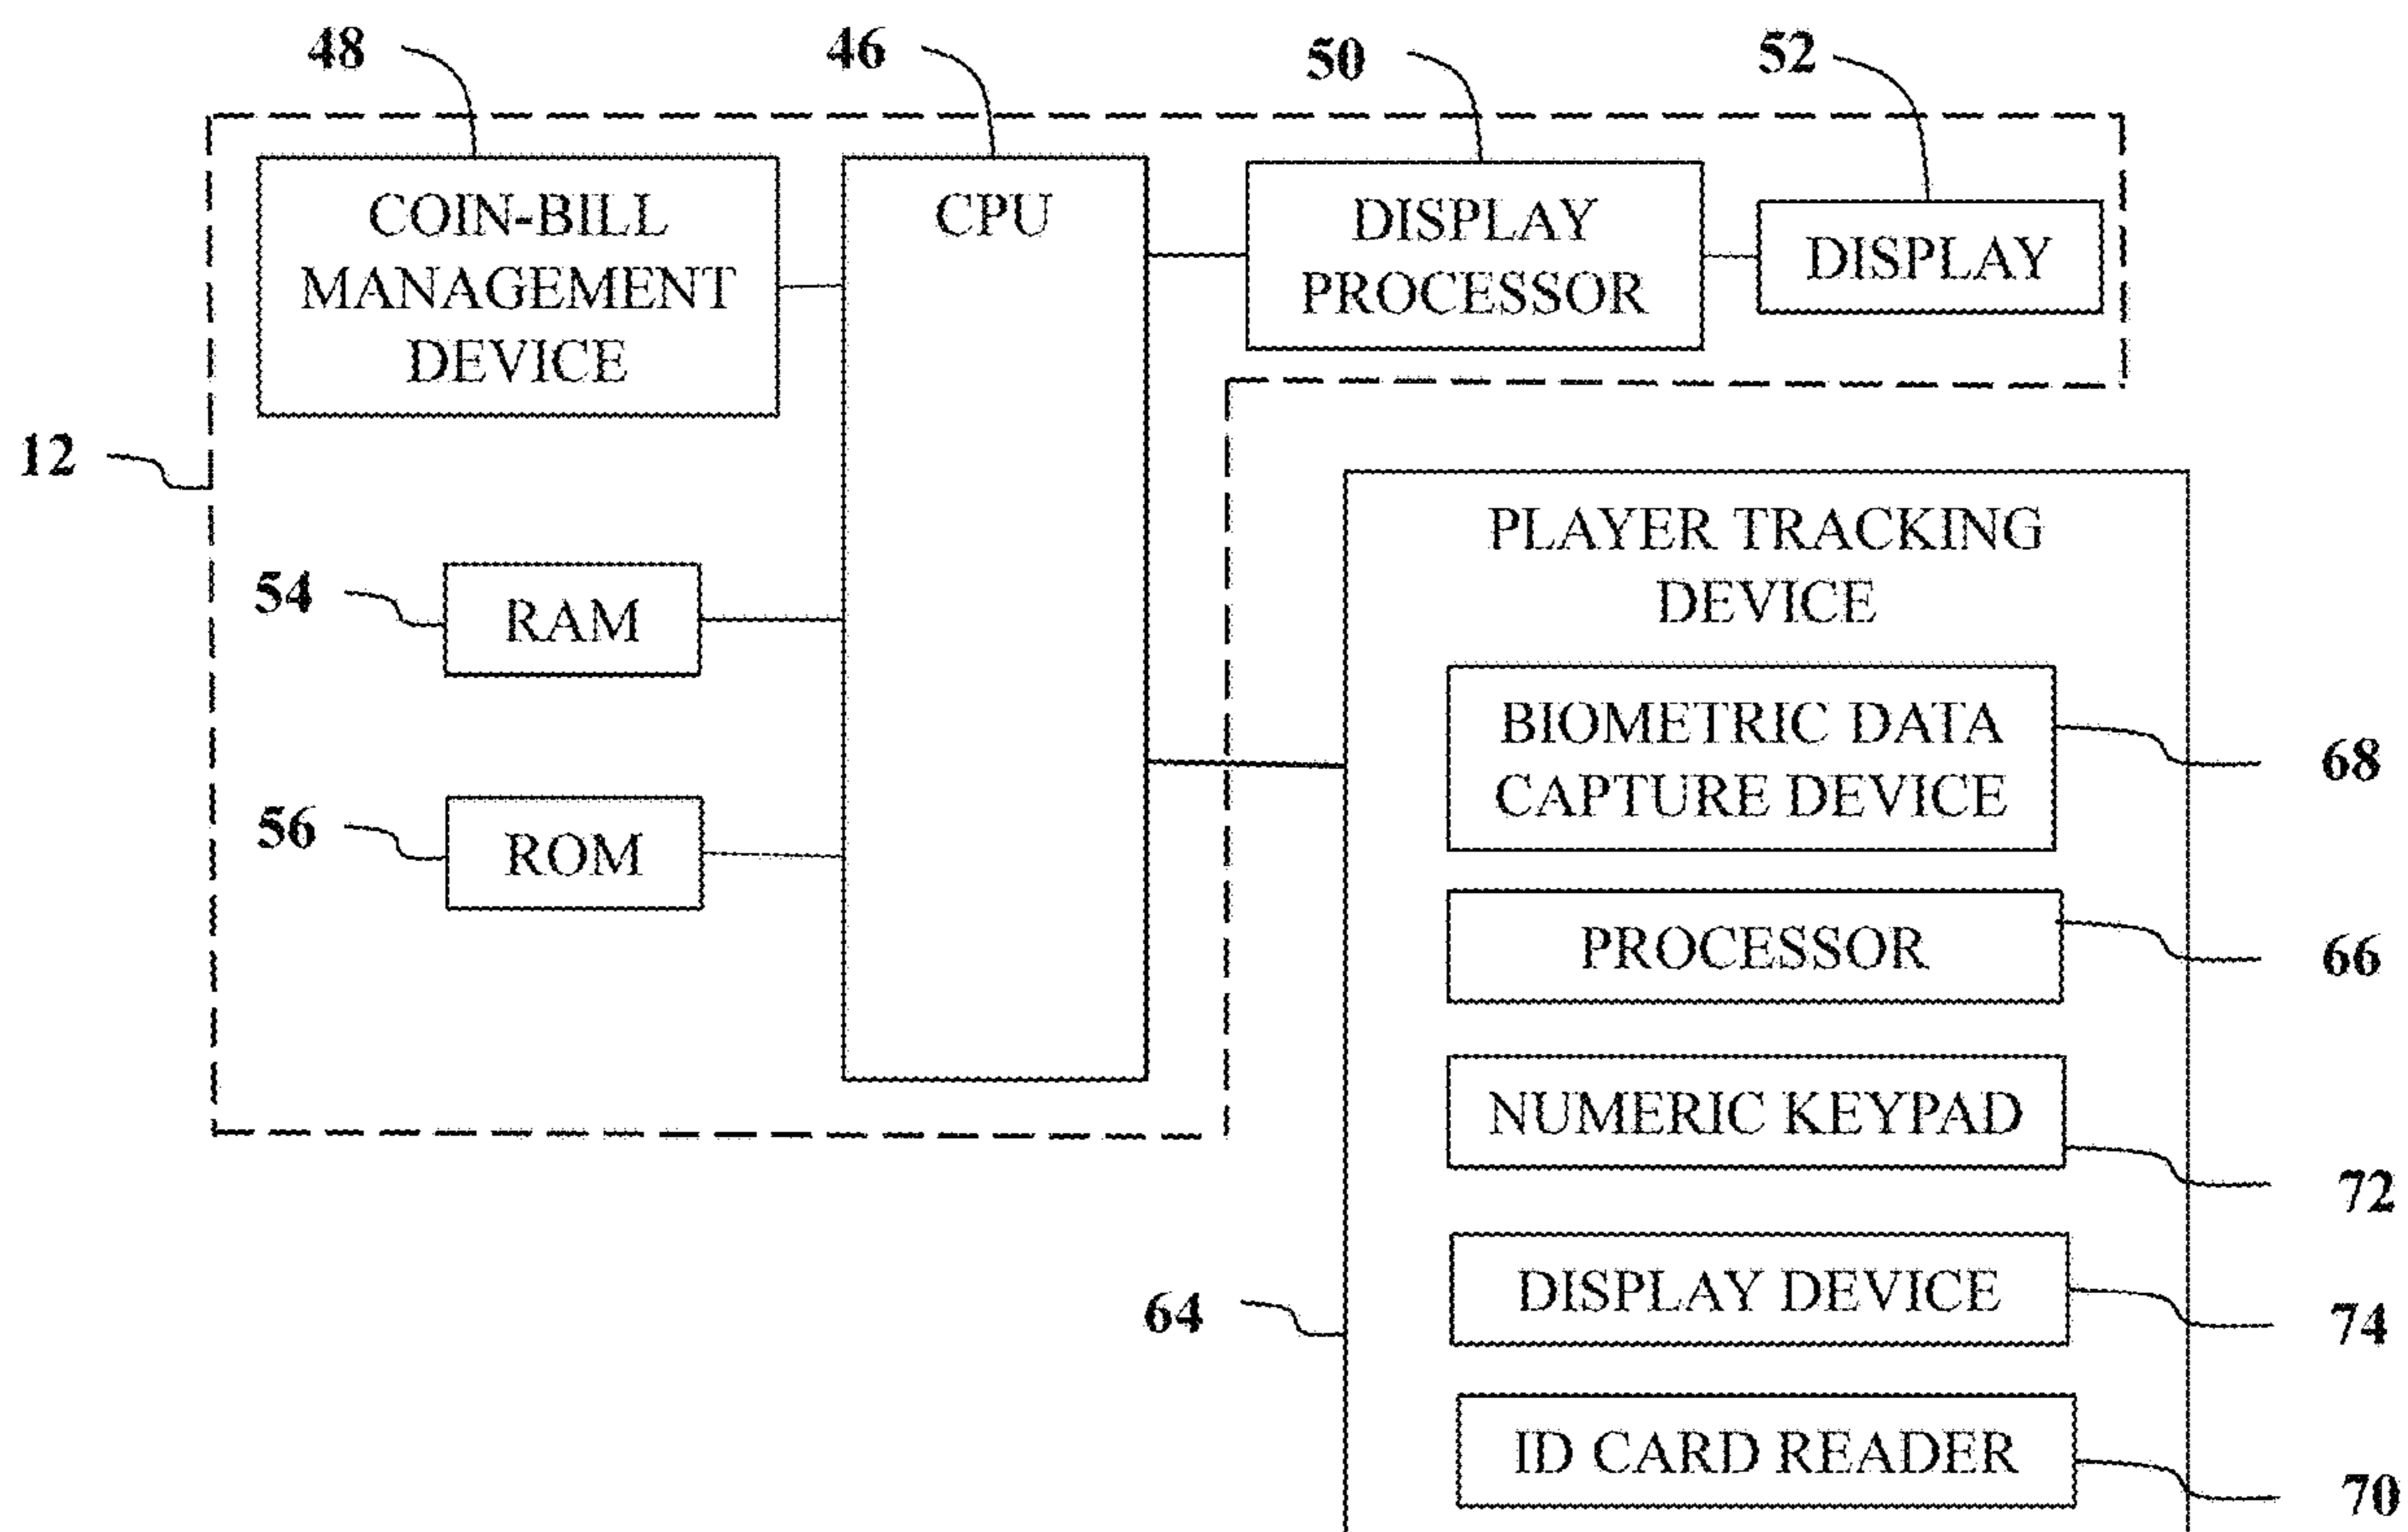 48
46
50
52
COIN-BILL
MANAGEMENT
DEVICE
CPU
DISPLAY
PROCESSOR
DISPLAY
12
54
RAM
56
ROM
PLAYER TRACKING
DEVICE
BIOMETRIC DATA
CAPTURE DEVICE
68
PROCESSOR
66
NUMERIC KEYPAD
72
64
DISPLAY DEVICE
74
ID CARD READER
70